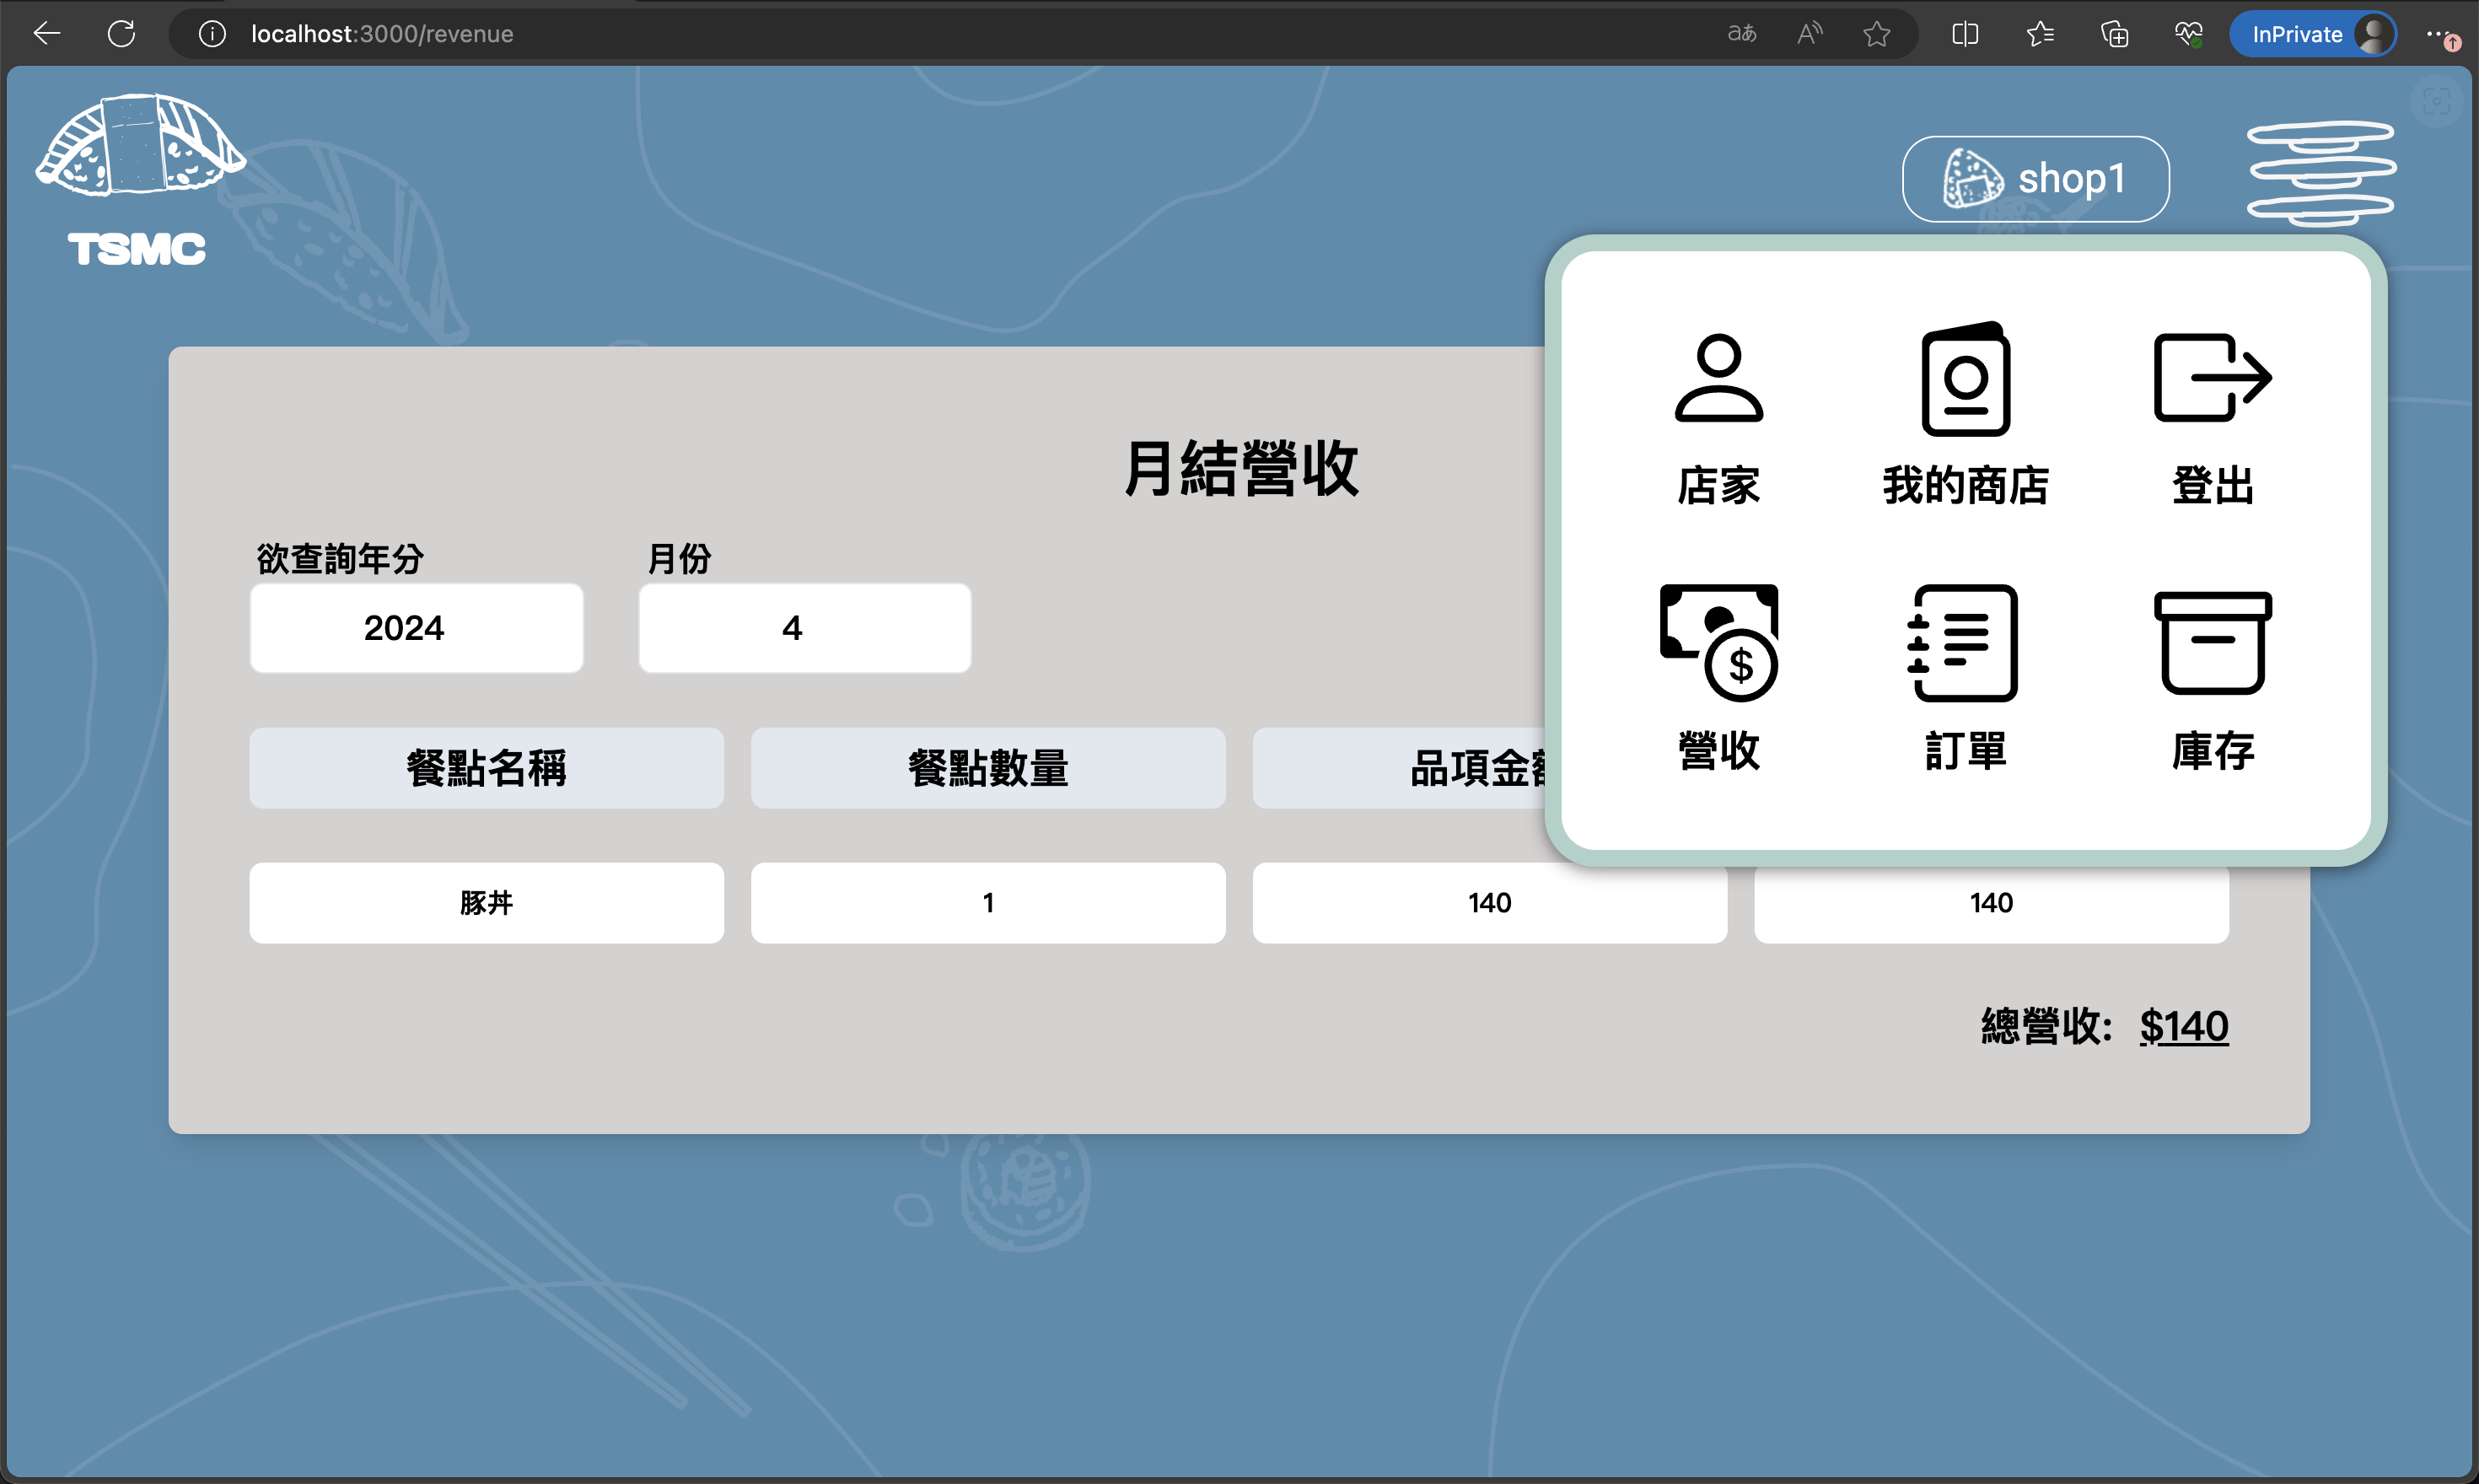 localhost:3000/revenue
aあ
A
InPrivate
TSMC
shop1
店家
我的商店
登出
營收
訂單
庫存
月結營收
欲查詢年分
月份
2024
4
餐點名稱
餐點數量
品項金
豚丼
1
140
140
總營收: $140